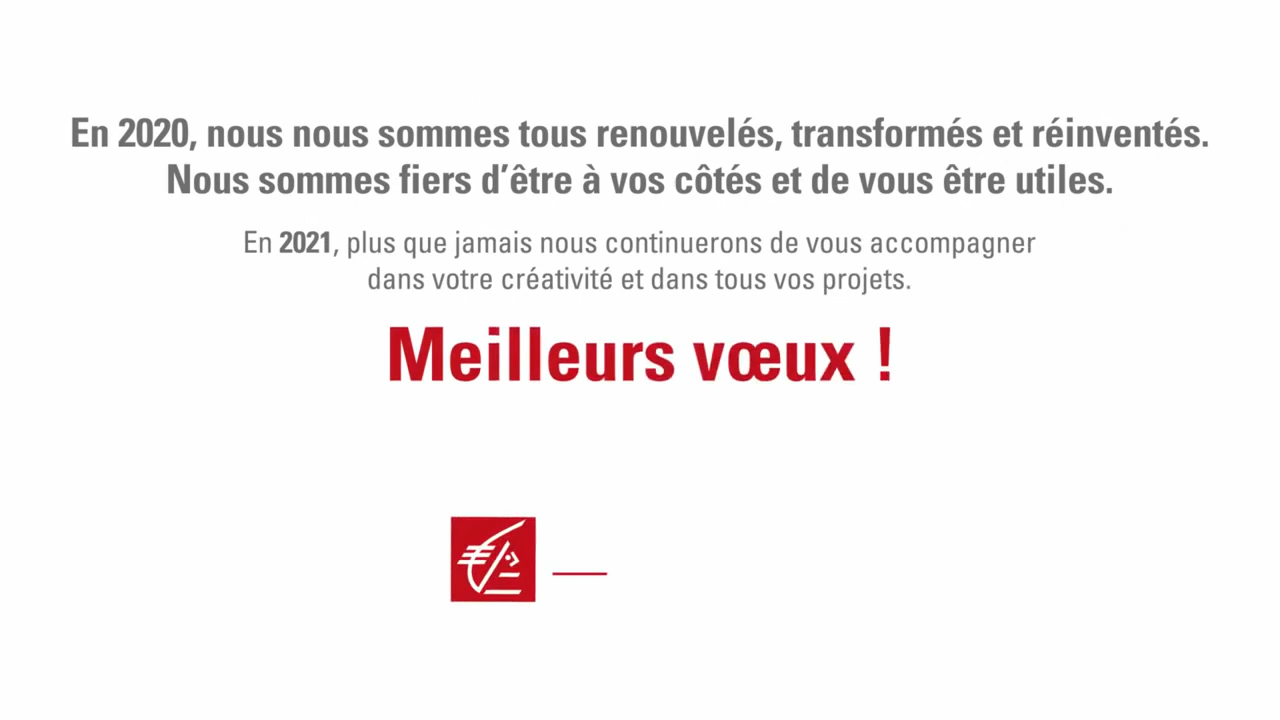 En 2020, nous nous sommes tous renouvelés, transformés et réinventés.
Nous sommes fiers d’être à vos côtés et de vous être utiles.
En 2021, plus que jamais nous continuerons de vous accompagner
dans votre créativité et dans tous vos projets.
Meilleurs vœux !